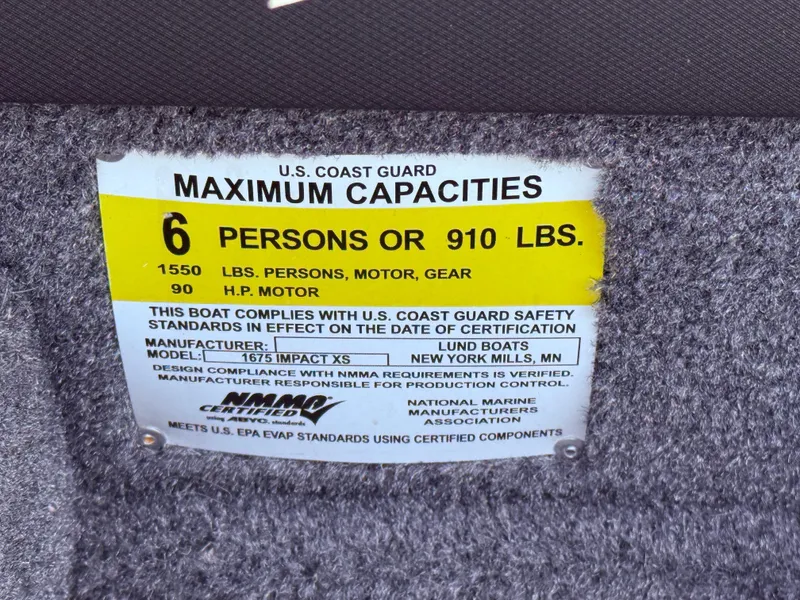 U.S. COAST GUARD
MAXIMUM CAPACITIES
6 PERSONS OR 910 LBS.
1550 LBS. PERSONS, MOTOR, GEAR
90 H.P. MOTOR
THIS BOAT COMPLIES WITH U.S. COAST GUARD SAFETY
STANDARDS IN EFFECT ON THE DATE OF CERTIFICATION
MANUFACTURER: LUND BOATS
MODEL: 1675 IMPACT XS NEW YORK MILLS, MN
DESIGN COMPLIANCE WITH NMMA REQUIREMENTS IS VERIFIED.
MANUFACTURER RESPONSIBLE FOR PRODUCTION CONTROL.
NMMA
CERTIFIED
using ABYC. standards
NATIONAL MARINE
MANUFACTURERS
ASSOCIATION
MEETS U.S. EPA EVAP STANDARDS USING CERTIFIED COMPONENTS